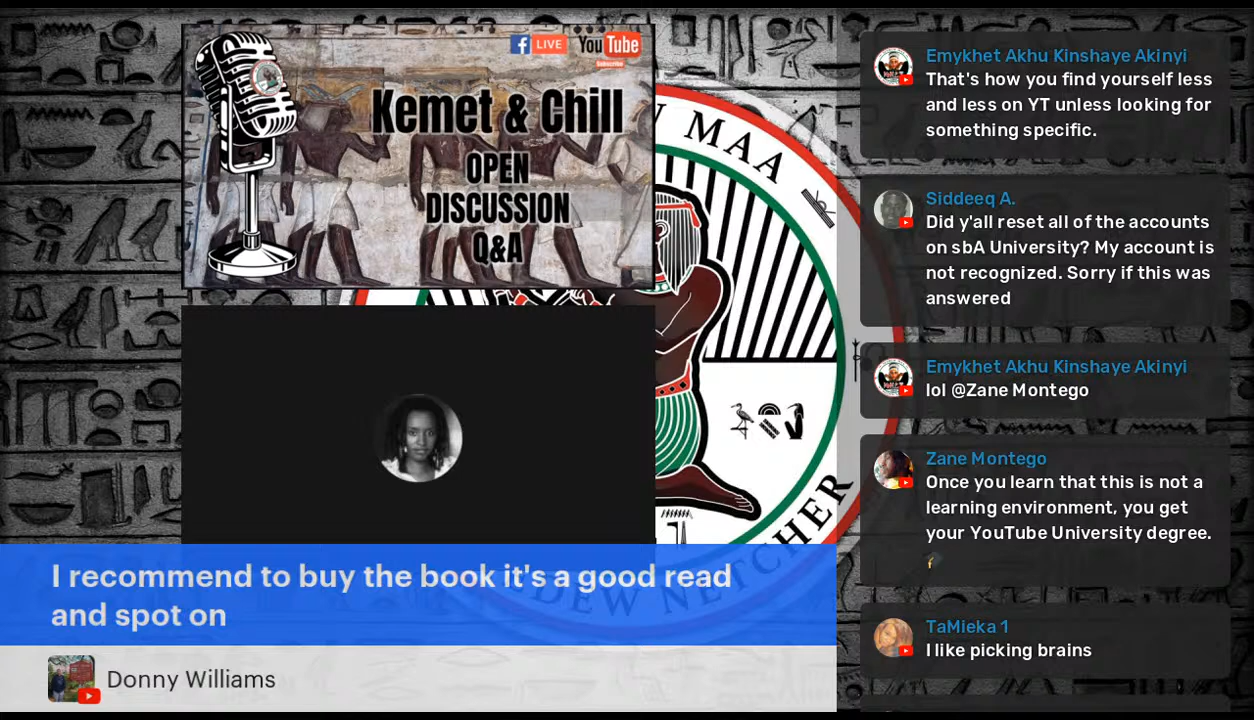 f LIVE
YouTube
Subscribe
Kemet & Chill
OPEN
DISCUSSION
Q&A
MAA
NETCHER
I recommend to buy the book it's a good read
and spot on
Donny Williams
Emykhet Akhu Kinshaye Akinyi
That's how you find yourself less
and less on YT unless looking for
something specific.
Siddeeq A.
Did y'all reset all of the accounts
on sbA University? My account is
not recognized. Sorry if this was
answered
Emykhet Akhu Kinshaye Akinyi
lol @Zane Montego
Zane Montego
Once you learn that this is not a
learning environment, you get
your YouTube University degree.
TaMieka 1
I like picking brains